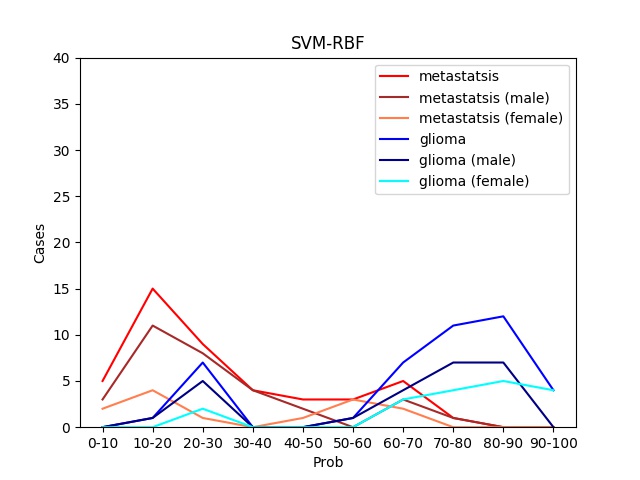 SVM-RBF
40
35
30
25
20
15
10
5
0
Cases
metastatsis
metastatsis (male)
metastatsis (female)
glioma
glioma (male)
glioma (female)
0-10 10-20 20-30 30-40 40-50 50-60 60-70 70-80 80-90 90-100
Prob